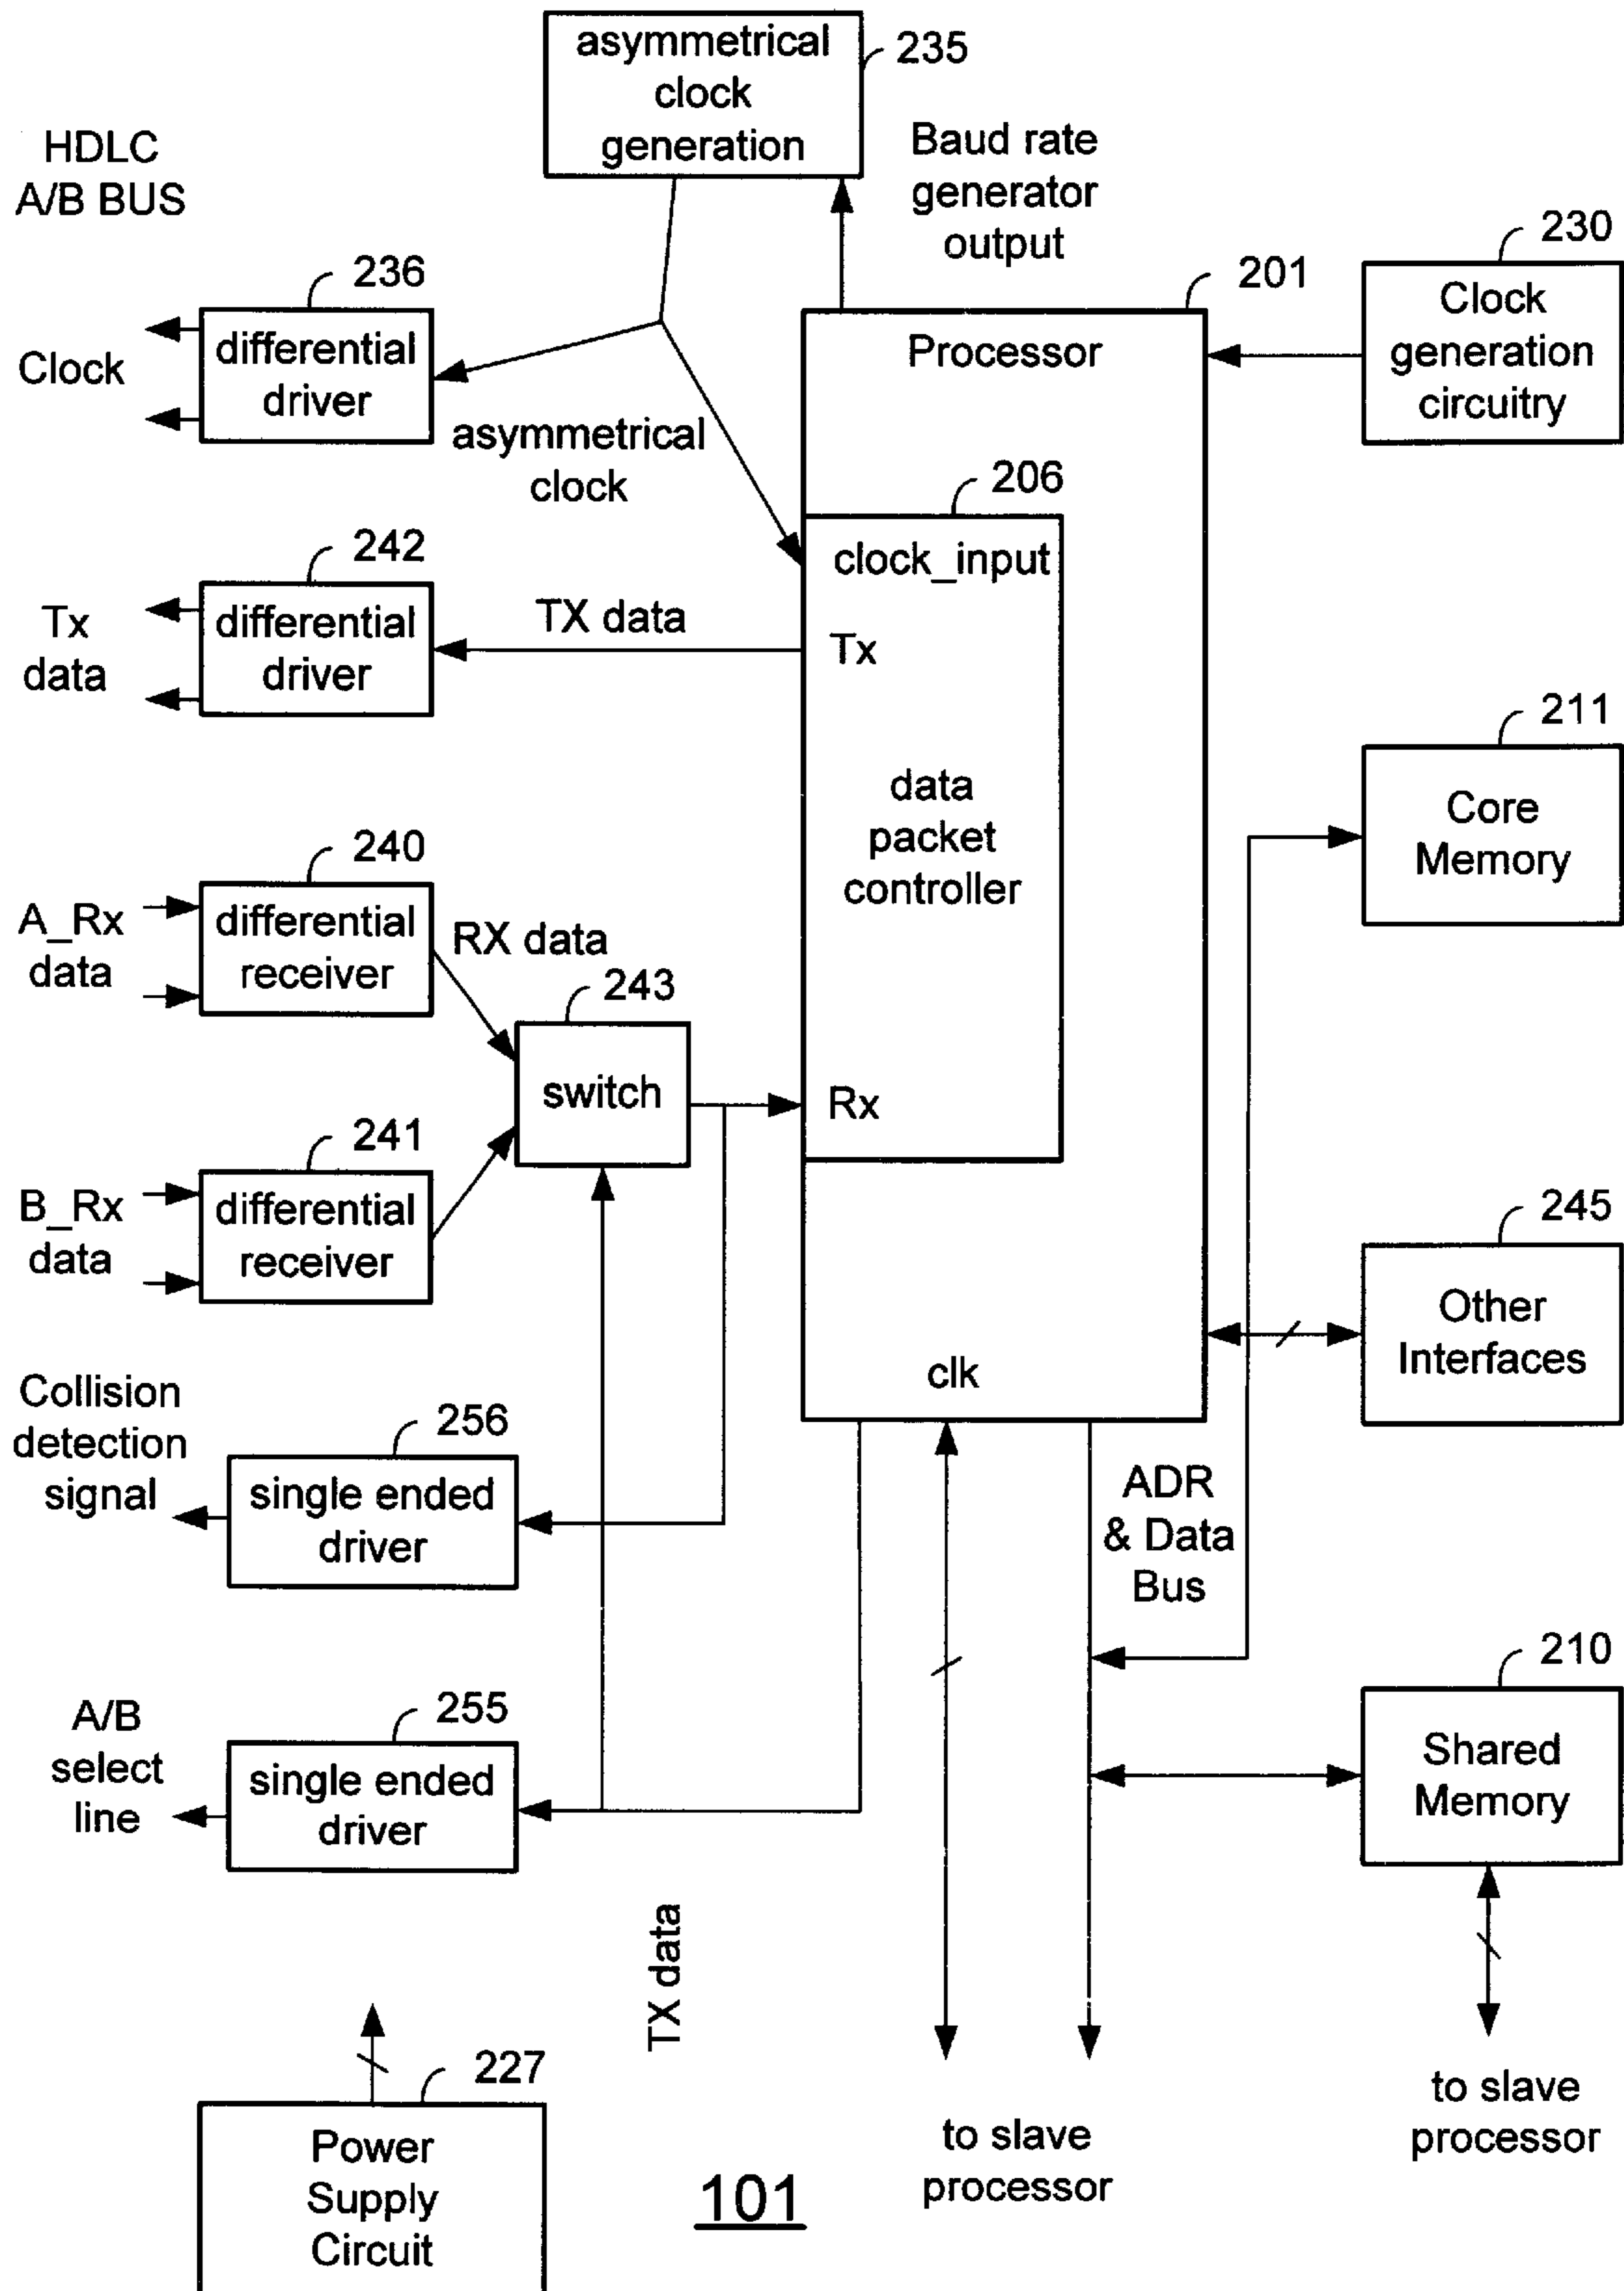 asymmetrical
clock
generation
235
HDLC
A/B BUS
Baud rate
generator
output
236
differential
driver
Clock
asymmetrical
clock
201
Processor
230
Clock
generation
circuitry
206
clock_input
Tx
data
packet
controller
Rx
clk
242
differential
driver
Tx
data
TX data
211
Core
Memory
240
differential
receiver
A_Rx
data
RX data
243
switch
241
differential
receiver
B_Rx
data
245
Other
Interfaces
Collision
detection
signal
256
single ended
driver
ADR
& Data
Bus
A/B
select
line
255
single ended
driver
210
Shared
Memory
TX data
227
Power
Supply
Circuit
101
to slave
processor
to slave
processor